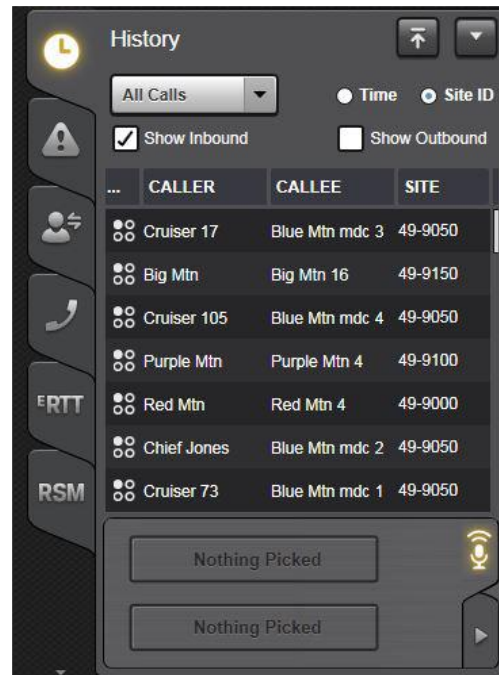 History
All Calls Time Site ID
Show Inbound Show Outbound
... CALLER CALLEE SITE
Cruiser 17 Blue Mtn mdc 3 49-9050
Big Mtn Big Mtn 16 49-9150
Cruiser 105 Blue Mtn mdc 4 49-9050
Purple Mtn Purple Mtn 4 49-9100
ERTT Red Mtn Red Mtn 4 49-9000
Chief Jones Blue Mtn mdc 2 49-9050
RSM Cruiser 73 Blue Mtn mdc 1 49-9050
Nothing Picked
Nothing Picked